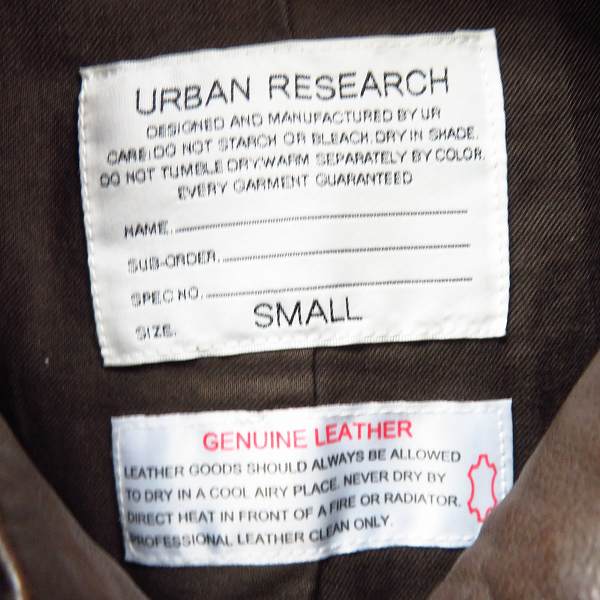 URBAN RESEARCH
DESIGNED AND MANUFACTURED BY UR
CARE: DO NOT STARCH OR BLEACH. DRY IN SHADE.
DO NOT TUMBLE DRY.WARM SEPARATELY BY COLOR.
EVERY GARMENT GUARANTEED
NAME.
SUB-ORDER.
SPEC NO.
SIZE. SMALL
GENUINE LEATHER
LEATHER GOODS SHOULD ALWAYS BE ALLOWED
TO DRY IN A COOL AIRY PLACE. NEVER DRY BY
DIRECT HEAT IN FRONT OF A FIRE OR RADIATOR.
PROFESSIONAL LEATHER CLEAN ONLY.